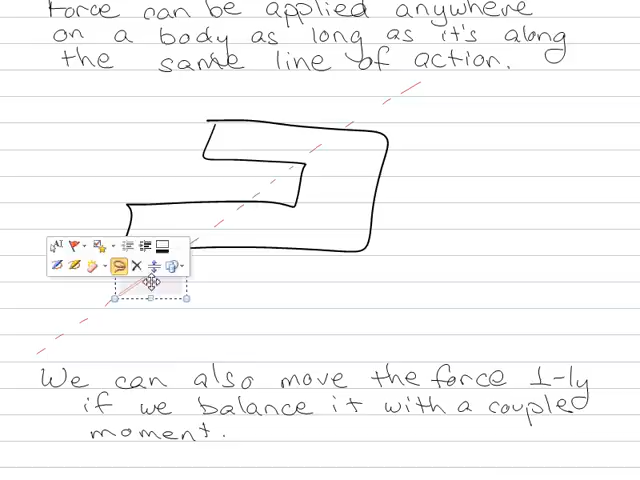 Force can be applied anywhere
on a body as long as it's along
the same line of action.
We can also move the force ⊥-ly
if we balance it with a coupled
moment.